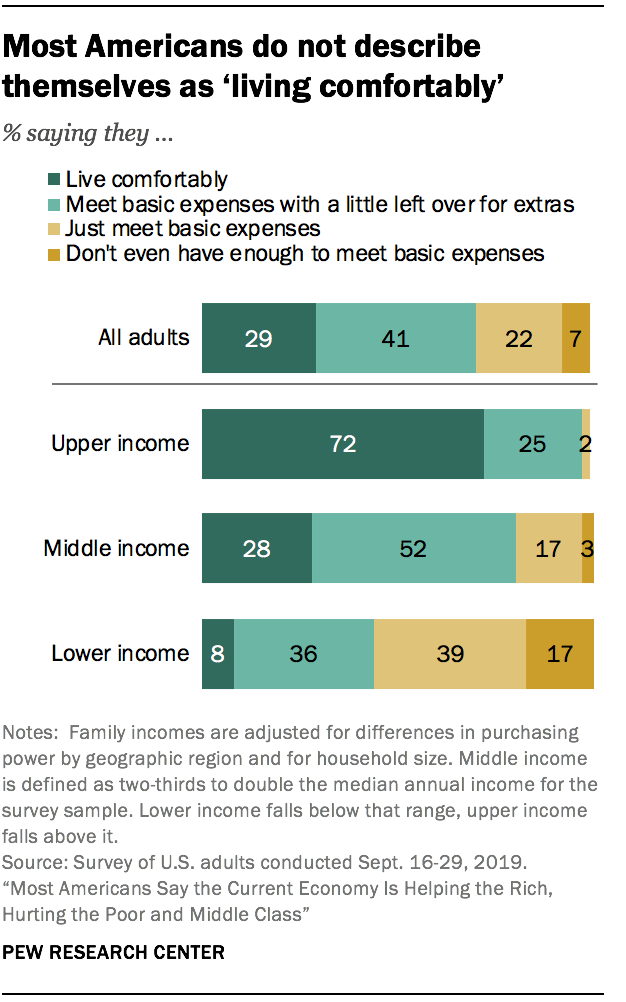 Most Americans do not describe
themselves as ‘living comfortably’
% saying they ...
Live comfortably
Meet basic expenses with a little left over for extras
Just meet basic expenses
Don't even have enough to meet basic expenses
All adults 29 41 22 7
Upper income 72 25 2
Middle income 28 52 17 3
Lower income 8 36 39 17
Notes: Family incomes are adjusted for differences in purchasing
power by geographic region and for household size. Middle income
is defined as two-thirds to double the median annual income for the
survey sample. Lower income falls below that range, upper income
falls above it.
Source: Survey of U.S. adults conducted Sept. 16-29, 2019.
“Most Americans Say the Current Economy Is Helping the Rich,
Hurting the Poor and Middle Class”
PEW RESEARCH CENTER